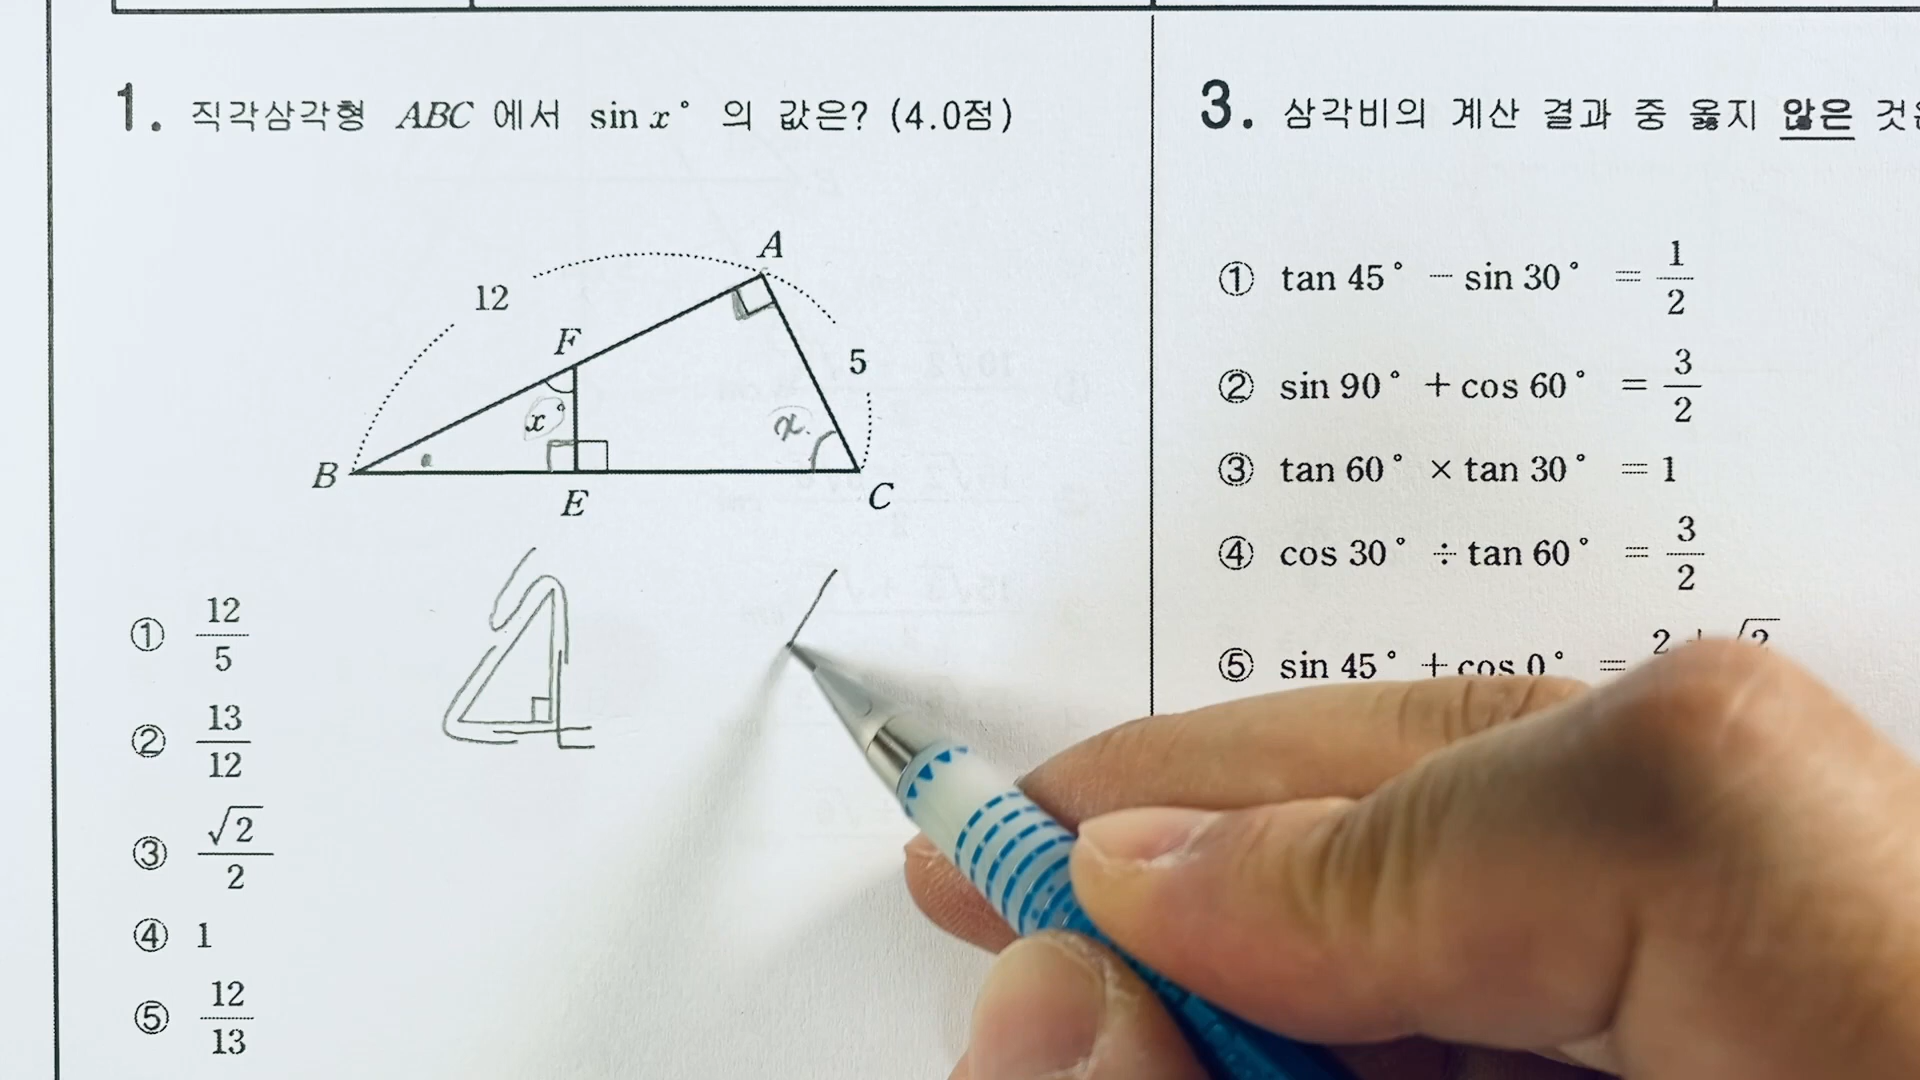 1. 직각삼각형 ABC 에서 sin x° 의 값은? (4.0점)
A
12
F
5
x°
x
B
E
C
① 12/5
② 13/12
③ √2/2
④ 1
⑤ 12/13
3. 삼각비의 계산 결과 중 옳지 않은
① tan 45° − sin 30° = 1/2
② sin 90° + cos 60° = 3/2
③ tan 60° × tan 30° = 1
④ cos 30° ÷ tan 60° = 3/2
⑤ sin 45° + cos 0° =